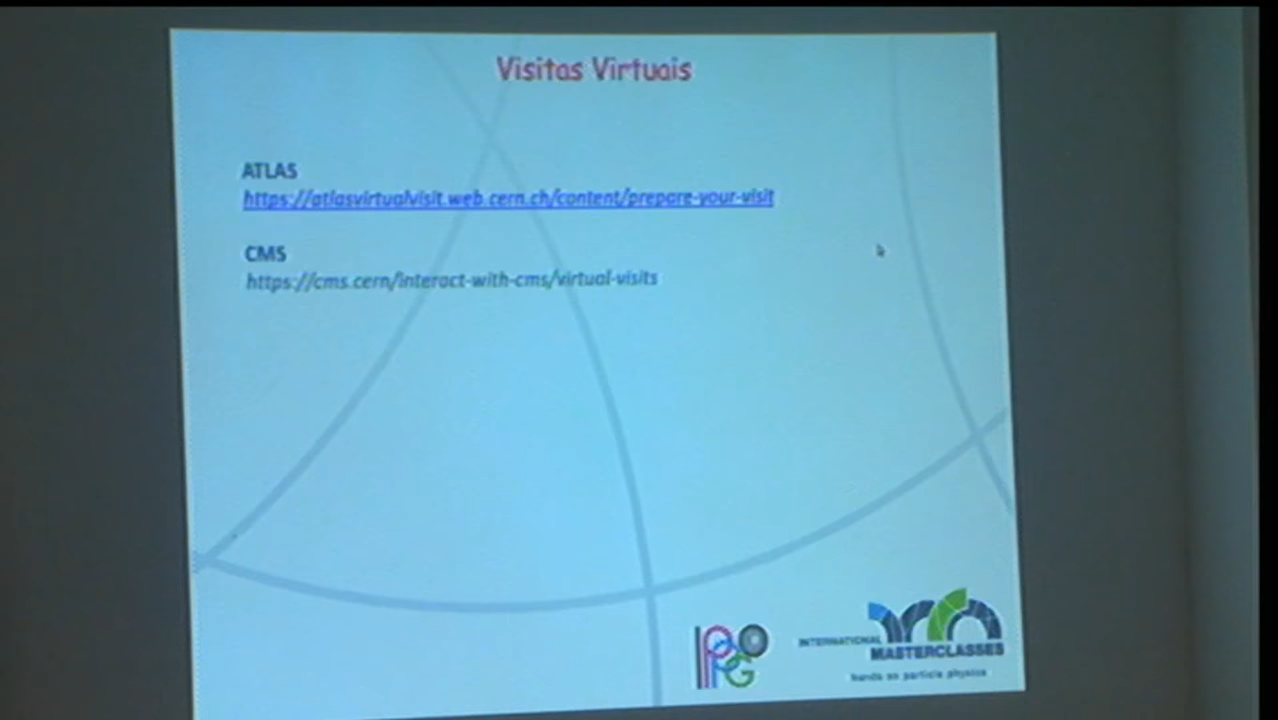 Visitas Virtuais
ATLAS
https://atlasvirtualvisit.web.cern.ch/content/prepare-your-visit
CMS
https://cms.cern/interact-with-cms/virtual-visits
IPPOG
INTERNATIONAL
MASTERCLASSES
hands on particle physics